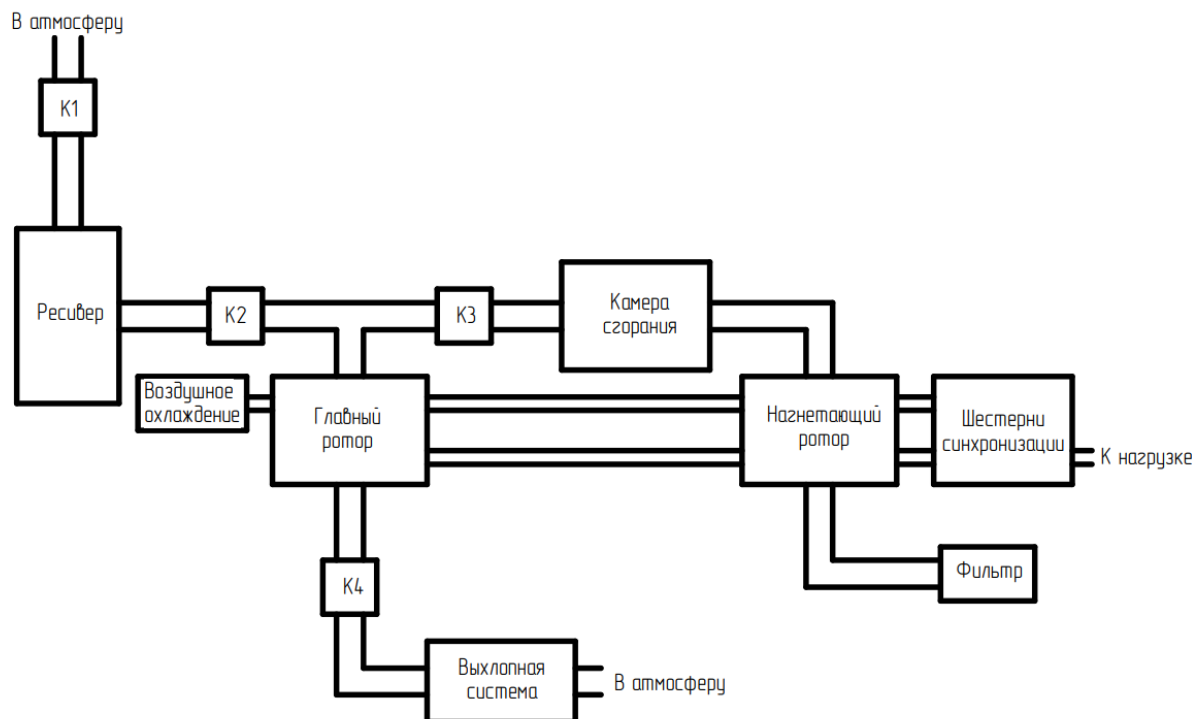 В атмосферу
К1
Ресивер
К2
К3
Камера
сгорания
Воздушное
охлаждение
Главный
ротор
Нагнетающий
ротор
Шестерни
синхронизации
К нагрузке
К4
Фильтр
Выхлопная
система
В атмосферу